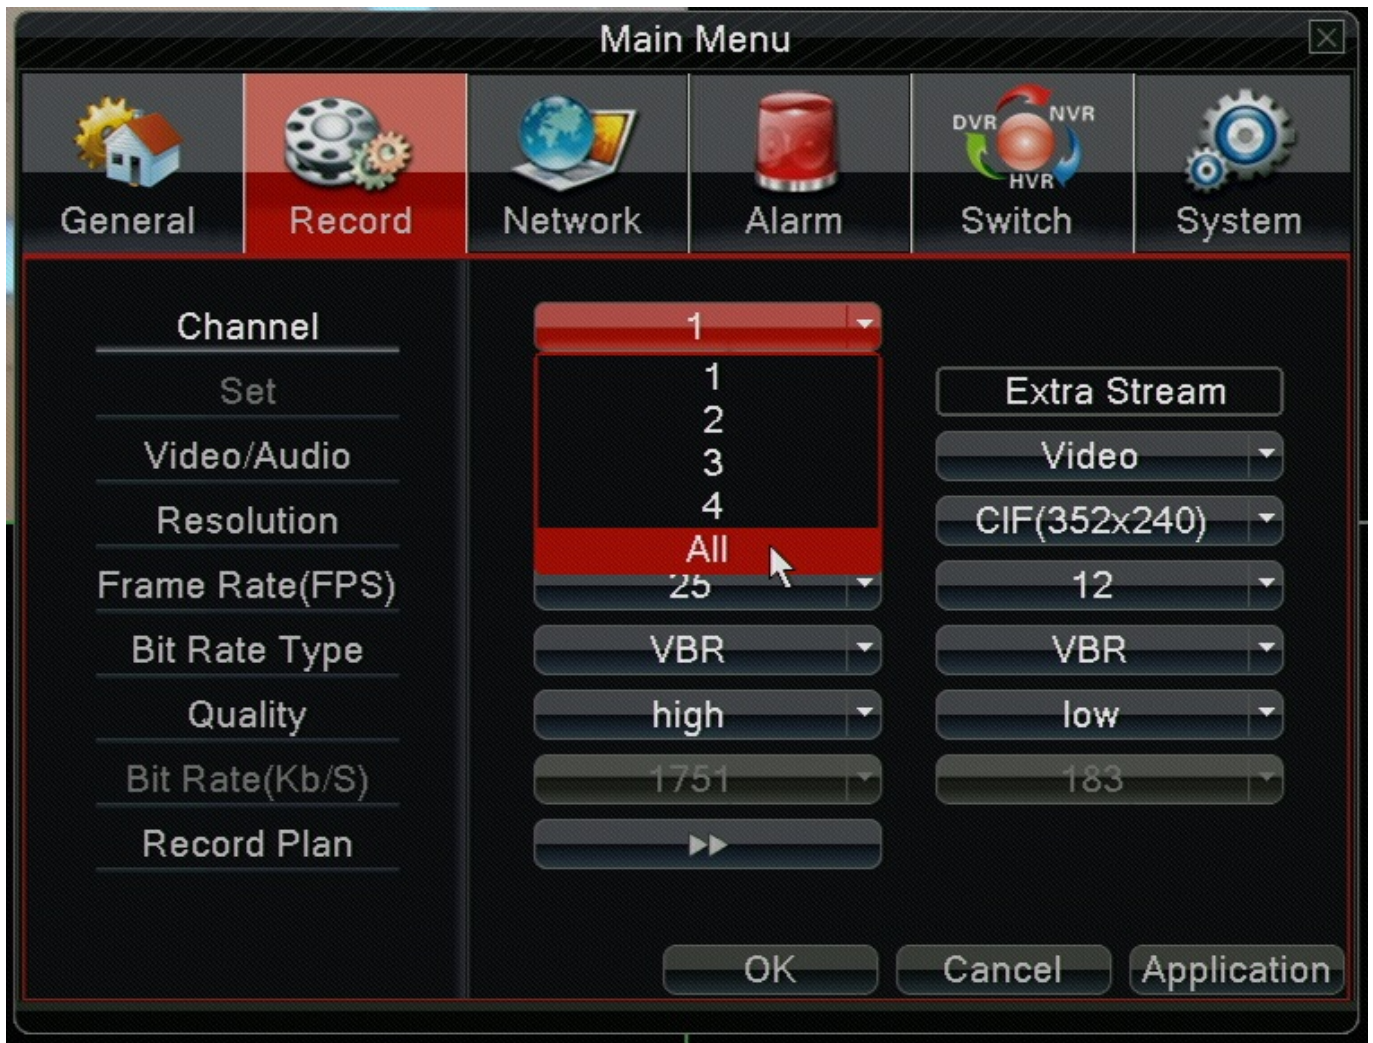 Main Menu
DVR NVR
HVR
General Record Network Alarm Switch System
Channel 1
1
Set Extra Stream
2
Video/Audio Video
3
Resolution CIF(352x240)
4
All
Frame Rate(FPS) 25 12
Bit Rate Type VBR VBR
Quality high low
Bit Rate(Kb/S) 1751 183
Record Plan
OK Cancel Application